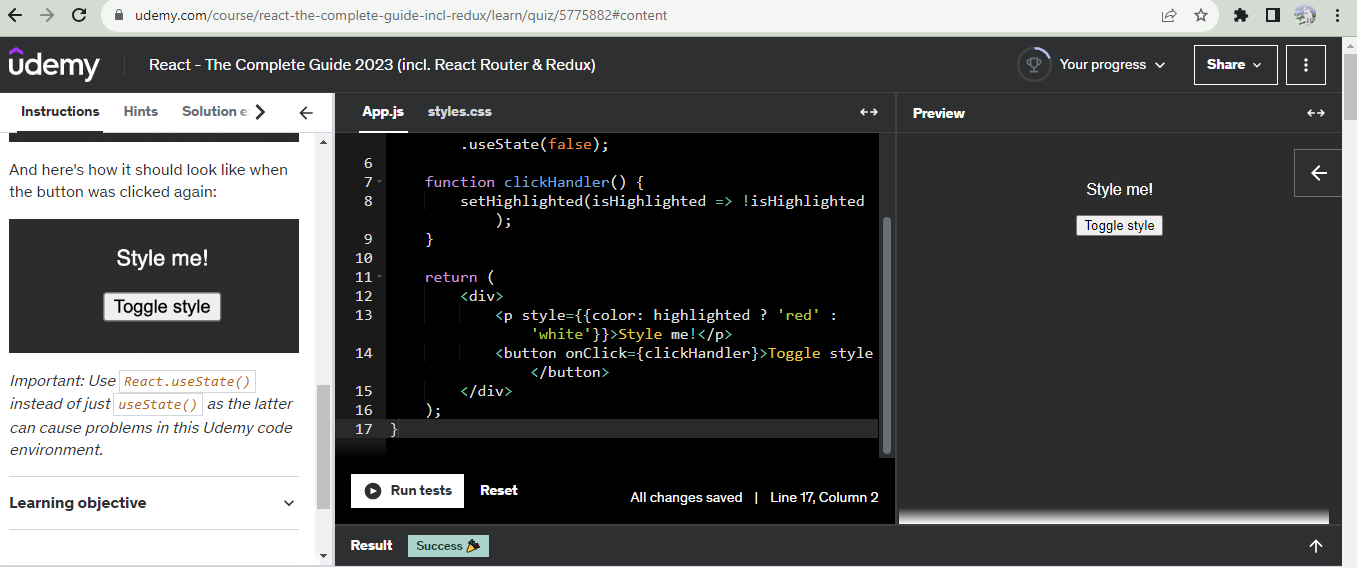 udemy.com/course/react-the-complete-guide-incl-redux/learn/quiz/5775882#content
ûdemy
React - The Complete Guide 2023 (incl. React Router & Redux)
Your progress
Share
Instructions
Hints
Solution e
And here's how it should look like when
the button was clicked again:
Style me!
Toggle style
Important: Use React.useState()
instead of just useState() as the latter
can cause problems in this Udemy code
environment.
Learning objective
App.js
styles.css
.useState(false);
6
7 function clickHandler() {
8 setHighlighted(isHighlighted => !isHighlighted
);
9 }
10
11 return (
12 <div>
13 <p style={{color: highlighted ? 'red' :
'white'}}>Style me!</p>
14 <button onClick={clickHandler}>Toggle style
</button>
15 </div>
16 );
17 }
Run tests
Reset
All changes saved | Line 17, Column 2
Result
Success
Preview
Style me!
Toggle style